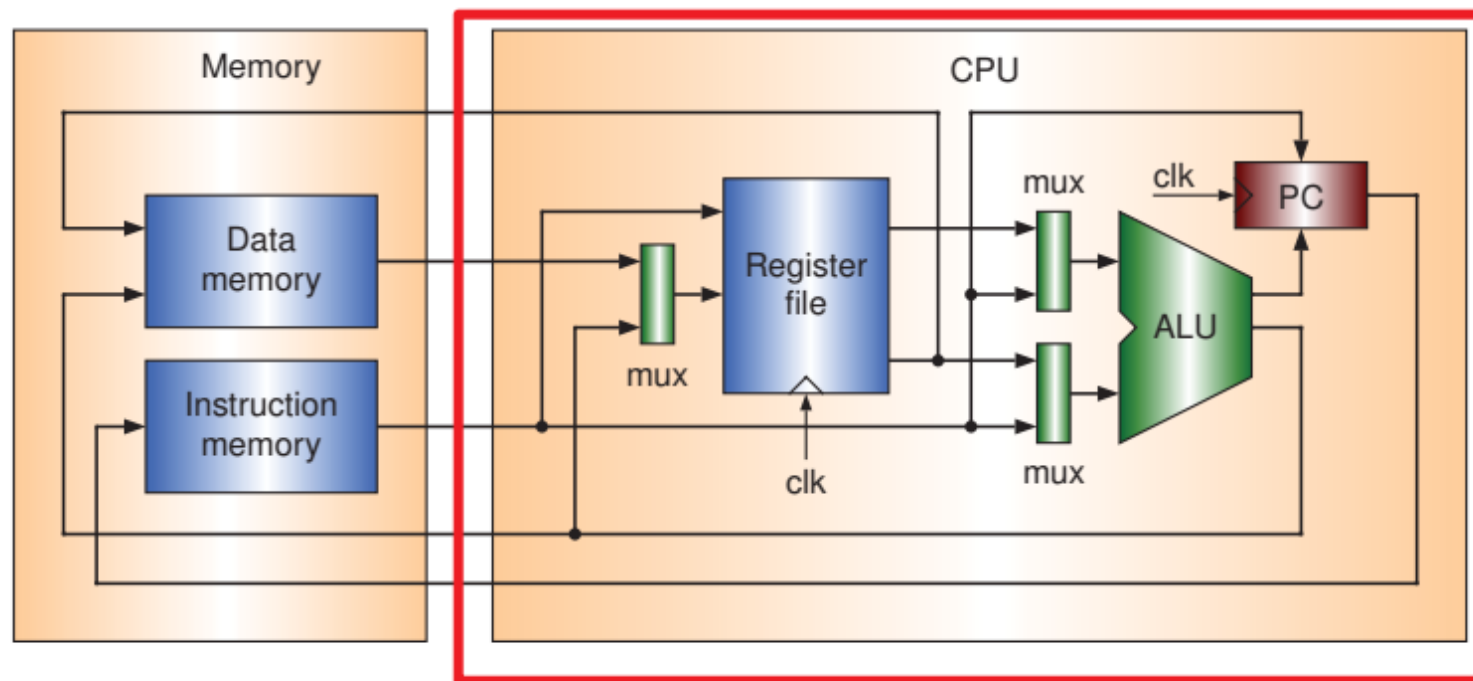 Memory
CPU
clk
PC
mux
Data
memory
Register
file
ALU
mux
Instruction
memory
mux
clk